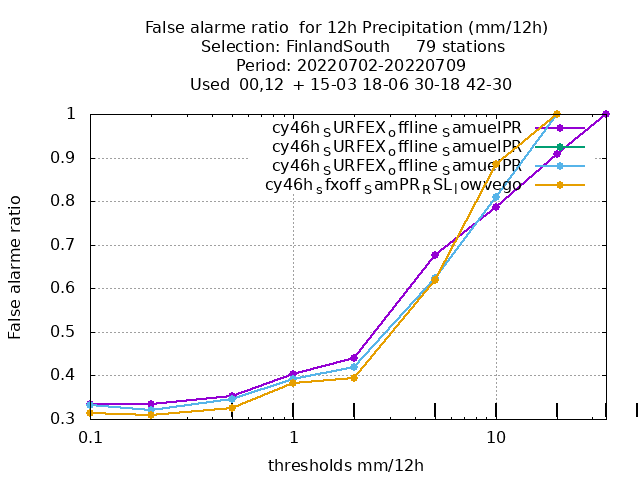 False alarme ratio  for 12h Precipitation (mm/12h)
Selection: FinlandSouth     79 stations
Period: 20220702-20220709
Used  00,12  + 15-03 18-06 30-18 42-30
cy46h_SURFEX_offline_SamuelPR
cy46h_SURFEX_offline_SamuelPR
cy46h_SURFEX_offline_SamuelPR
cy46h_sfxoff_SamPR_RSL_lowvego
1
0.9
0.8
0.7
0.6
0.5
0.4
0.3
0.1
1
10
False alarme ratio
thresholds mm/12h